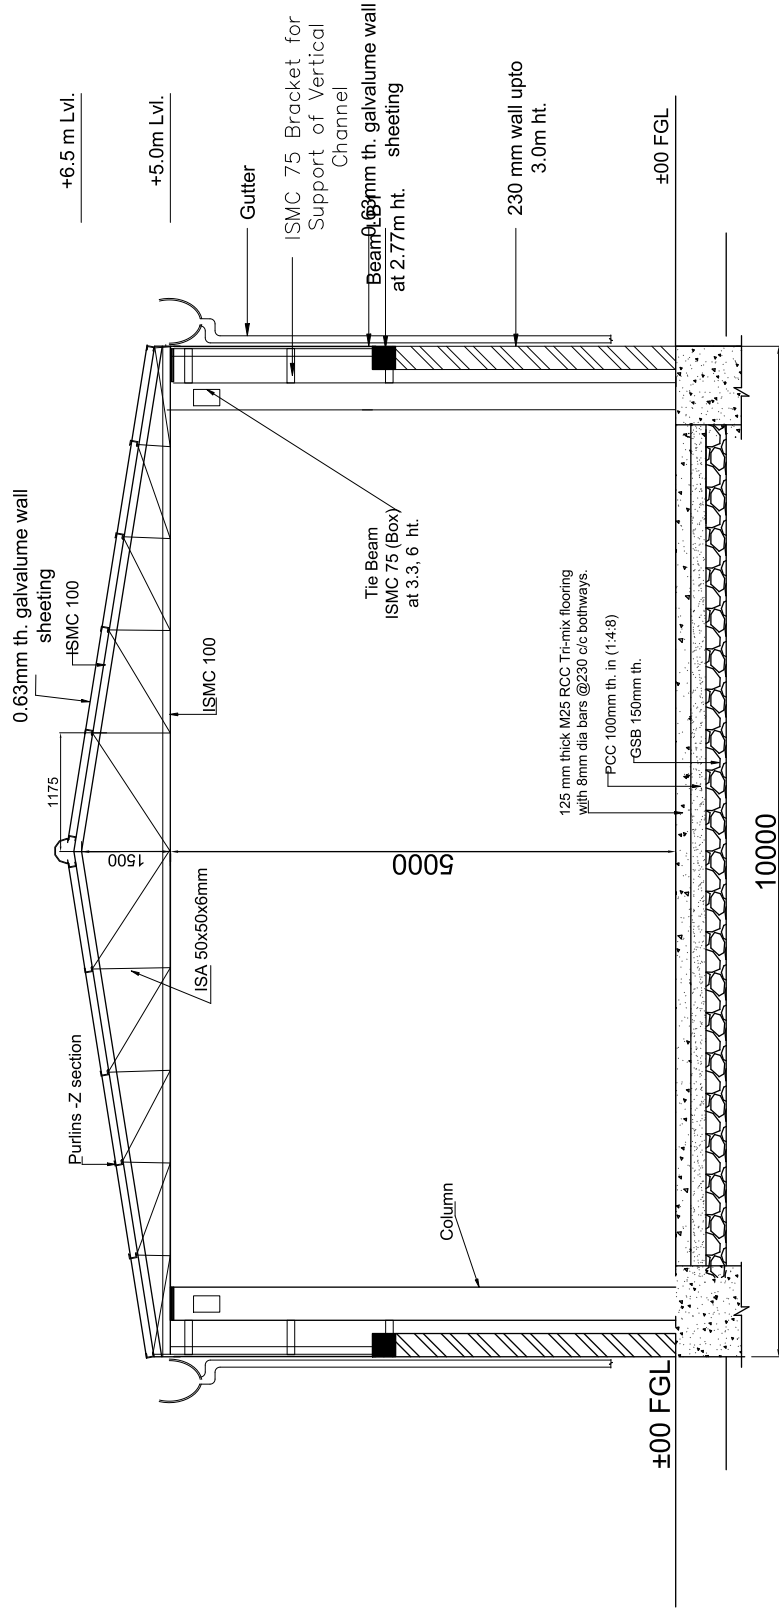 +6.5 m Lvl.
+5.0m Lvl.
Gutter
ISMC 75 Bracket for
Support of Vertical
Channel
0.63mm th. galvalume wall
sheeting
Beam LB1
at 2.77m ht.
230 mm wall upto
3.0m ht.
±00 FGL
0.63mm th. galvalume wall
sheeting
ISMC 100
ISMC 100
Tie Beam
ISMC 75 (Box)
at 3.3, 6 ht.
125 mm thick M25 RCC Tri-mix flooring
with 8mm dia bars @230 c/c bothways.
PCC 100mm th. in (1:4:8)
GSB 150mm th.
1175
1500
5000
10000
ISA 50x50x6mm
Purlins -Z section
Column
±00 FGL